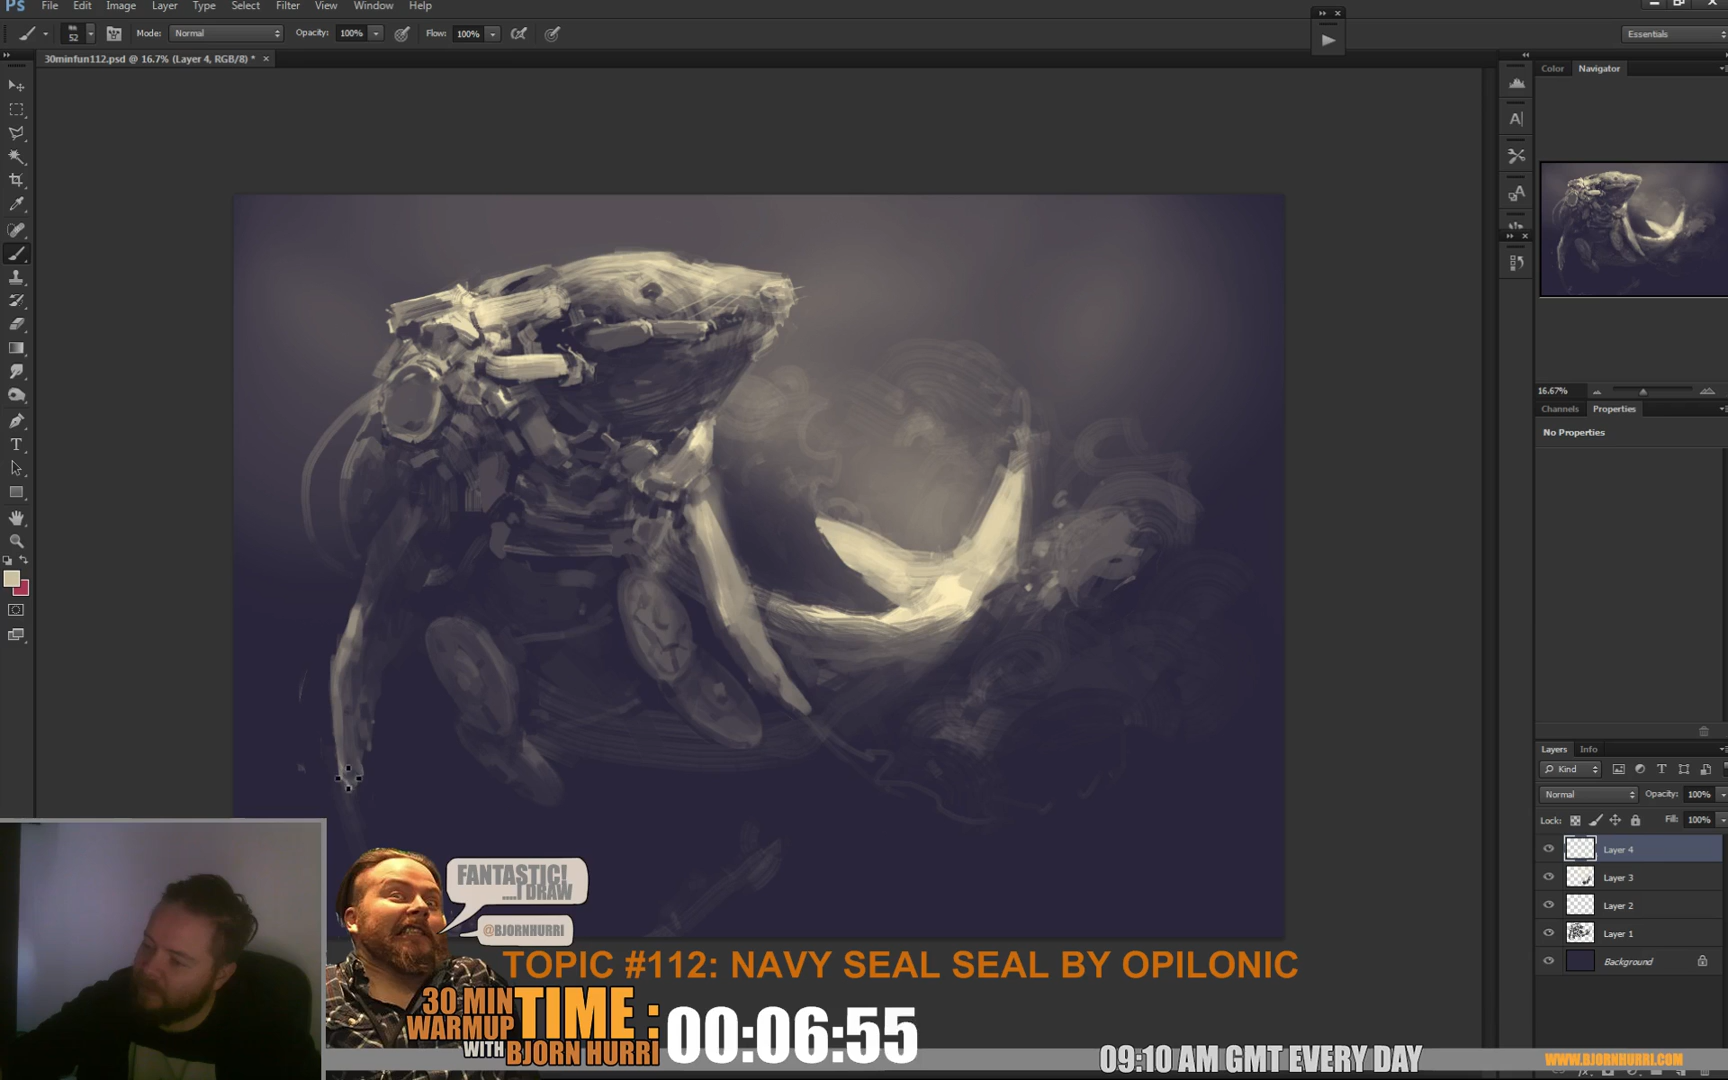 Ps File Edit Image Layer Type Select Filter View Window Help
52 Mode: Normal Opacity: 100% Flow: 100% Essentials
30minfun112.psd @ 16.7% (Layer 4, RGB/8) * ×
Color Navigator
16.67%
Channels Properties
No Properties
Layers Info
Kind
Normal Opacity: 100%
Lock: Fill: 100%
Layer 4
Layer 3
Layer 2
Layer 1
Background
FANTASTIC!
....I DRAW
@BJORNHURRI
TOPIC #112: NAVY SEAL SEAL BY OPILONIC
30 MIN
WARMUP
WITH BJORN HURRI
TIME : 00:06:55
09:10 AM GMT EVERY DAY
WWW.BJORNHURRI.COM